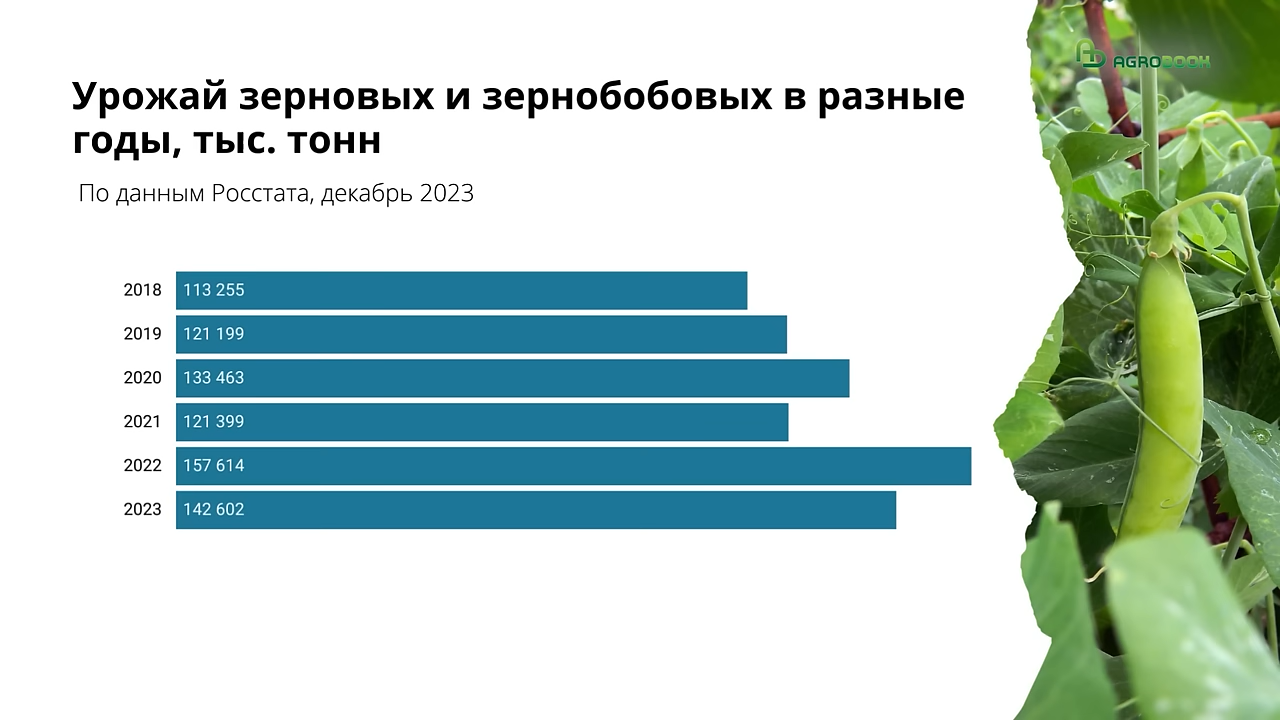 AGROBOOK
Урожай зерновых и зернобобовых в разные
годы, тыс. тонн
По данным Росстата, декабрь 2023
2018 113 255
2019 121 199
2020 133 463
2021 121 399
2022 157 614
2023 142 602